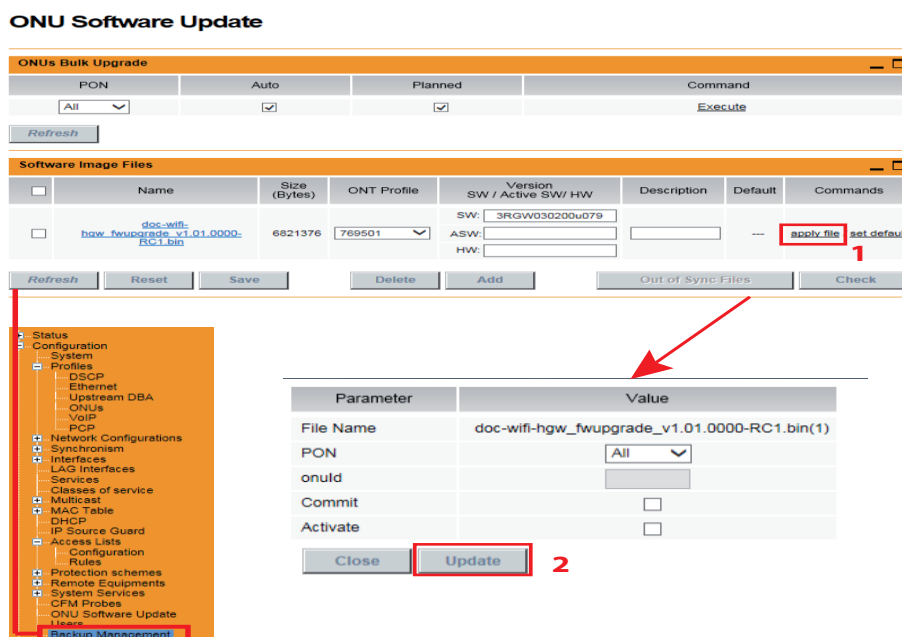 ONU Software Update
ONUs Bulk Upgrade
PON Auto Planned Command
All Execute
Refresh
Software Image Files
Name Size (Bytes) ONT Profile Version SW / Active SW/ HW Description Default Commands
doc-wifi-hgw_fwupgrade_v1.01.0000-RC1.bin 6821376 769501 SW: 3RGW030200u079 --- apply file set defaul
ASW:
HW:
1
Refresh Reset Save Delete Add Out of Sync Files Check
Status
Configuration
System
Profiles
DSCP
Ethernet
Upstream DBA
ONUs
VoIP
PCP
Network Configurations
Synchronism
Interfaces
LAG Interfaces
Services
Classes of service
Multicast
MAC Table
DHCP
IP Source Guard
Access Lists
Configuration
Rules
Protection schemes
Remote Equipments
System Services
CFM Probes
ONU Software Update
Users
Backup Management
Parameter Value
File Name doc-wifi-hgw_fwupgrade_v1.01.0000-RC1.bin(1)
PON All
onuId
Commit
Activate
Close Update 2